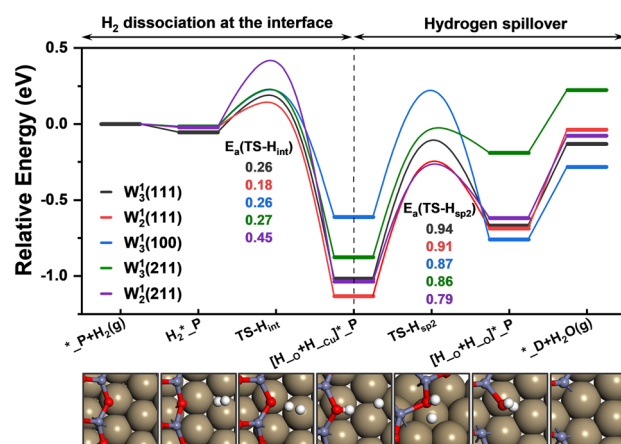 H₂ dissociation at the interface
Hydrogen spillover
Relative Energy (eV)
0.5
0.0
-0.5
-1.0
W₃¹(111)
W₂¹(111)
W₃¹(100)
W₃¹(211)
W₂¹(211)
Eₐ(TS-H_int)
0.26
0.18
0.26
0.27
0.45
Eₐ(TS-H_sp2)
0.94
0.91
0.87
0.86
0.79
*_P+H₂(g)
H₂*_P
TS-H_int
[H_O+H_Cu]*_P
TS-H_sp2
[H_O+H_O]*_P
*_D+H₂O(g)